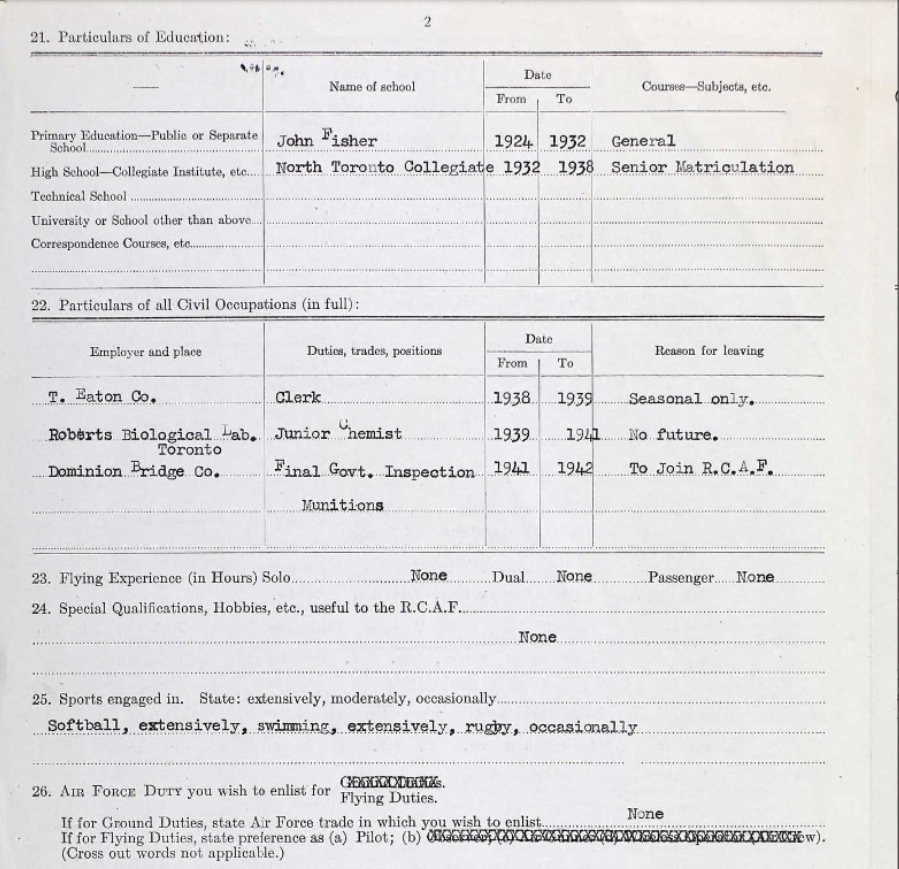 2
21. Particulars of Education:
—— Name of school Date Courses—Subjects, etc.
From To
Primary Education—Public or Separate
School John Fisher 1924 1932 General
High School—Collegiate Institute, etc. North Toronto Collegiate 1932 1938 Senior Matriculation
Technical School
University or School other than above
Correspondence Courses, etc.
22. Particulars of all Civil Occupations (in full):
Employer and place Duties, trades, positions Date Reason for leaving
From To
T. Eaton Co. Clerk 1938 1939 Seasonal only.
Roberts Biological Lab. Junior Chemist 1939 1941 No future.
Toronto
Dominion Bridge Co. Final Govt. Inspection 1941 1942 To Join R.C.A.F.
Munitions
23. Flying Experience (in Hours) Solo None Dual None Passenger None
24. Special Qualifications, Hobbies, etc., useful to the R.C.A.F.
None
25. Sports engaged in. State: extensively, moderately, occasionally
Softball, extensively, swimming, extensively, rugby, occasionally
26. AIR FORCE DUTY you wish to enlist for
Flying Duties.
If for Ground Duties, state Air Force trade in which you wish to enlist None
If for Flying Duties, state preference as (a) Pilot; (b)
(Cross out words not applicable.)